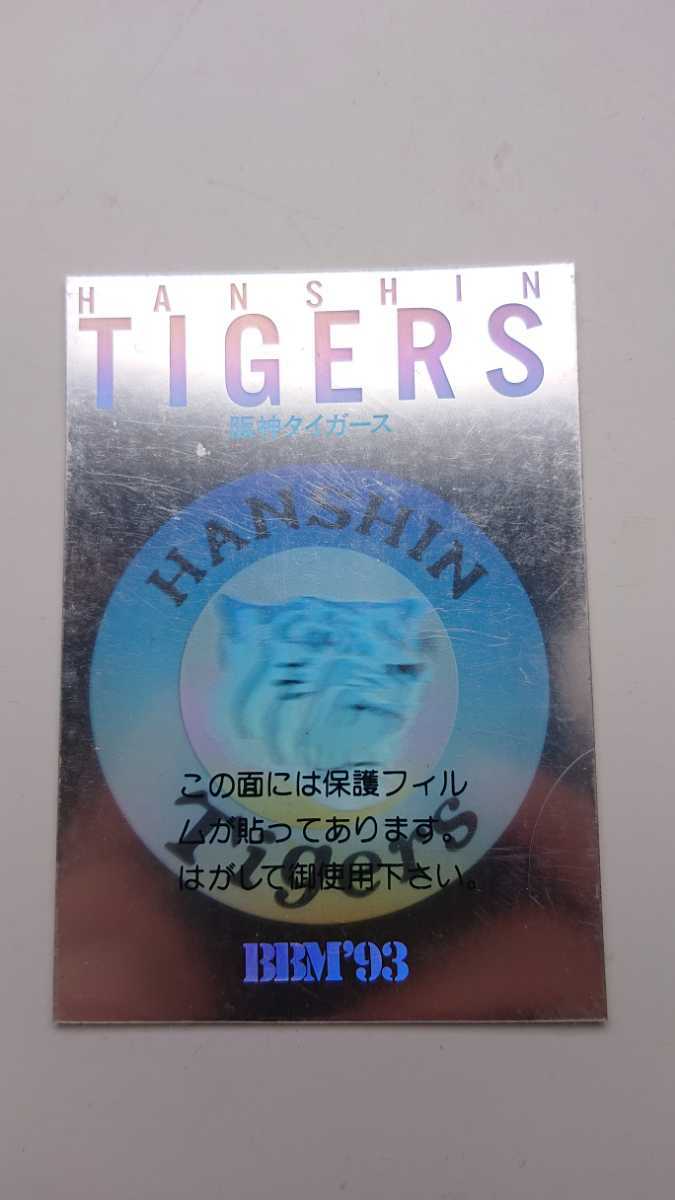 HANSHIN
TIGERS
阪神タイガース
HANSHIN
この面には保護フィル
ムが貼ってあります。
はがして御使用下さい。
Tigers
BBM'93